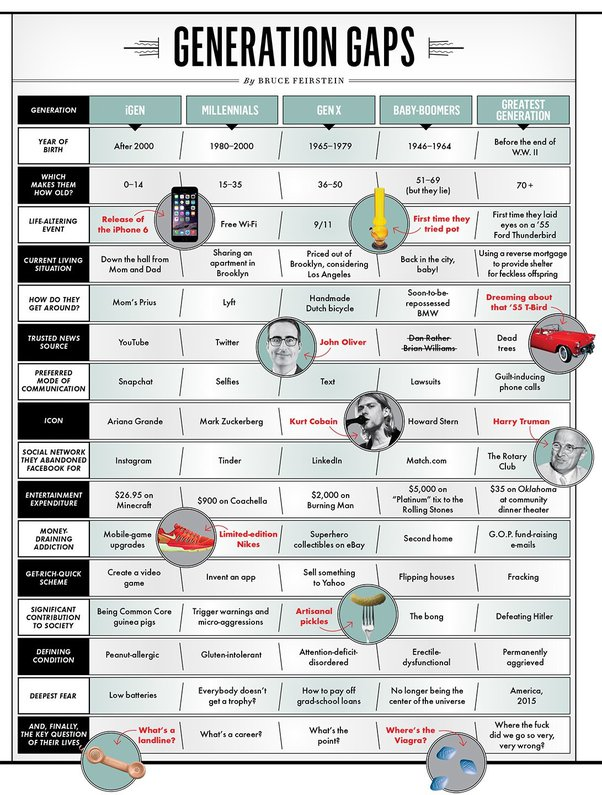 GENERATION GAPS
By BRUCE FEIRSTEIN
GENERATION
iGEN
MILLENNIALS
GEN X
BABY-BOOMERS
GREATEST
GENERATION
YEAR OF
BIRTH
After 2000
1980–2000
1965–1979
1946–1964
Before the end of
W.W. II
WHICH
MAKES THEM
HOW OLD?
0–14
15–35
36–50
51–69
(but they lie)
70 +
LIFE-ALTERING
EVENT
Release of
the iPhone 6
Free Wi-Fi
9/11
First time they
tried pot
First time they laid
eyes on a ’55
Ford Thunderbird
CURRENT LIVING
SITUATION
Down the hall from
Mom and Dad
Sharing an
apartment in
Brooklyn
Priced out of
Brooklyn, considering
Los Angeles
Back in the city,
baby!
Using a reverse mortgage
to provide shelter
for feckless offspring
HOW DO THEY
GET AROUND?
Mom’s Prius
Lyft
Handmade
Dutch bicycle
Soon-to-be-
repossessed
BMW
Dreaming about
that ’55 T-Bird
TRUSTED NEWS
SOURCE
YouTube
Twitter
John Oliver
Dan Rather
Brian Williams
Dead
trees
PREFERRED
MODE OF
COMMUNICATION
Snapchat
Selfies
Text
Lawsuits
Guilt-inducing
phone calls
ICON
Ariana Grande
Mark Zuckerberg
Kurt Cobain
Howard Stern
Harry Truman
SOCIAL NETWORK
THEY ABANDONED
FACEBOOK FOR
Instagram
Tinder
LinkedIn
Match.com
The Rotary
Club
ENTERTAINMENT
EXPENDITURE
$26.95 on
Minecraft
$900 on Coachella
$2,000 on
Burning Man
$5,000 on
“Platinum” tix to the
Rolling Stones
$35 on Oklahoma
at community
dinner theater
MONEY-
DRAINING
ADDICTION
Mobile-game
upgrades
Limited-edition
Nikes
Superhero
collectibles on eBay
Second home
G.O.P. fund-raising
e-mails
GET-RICH-QUICK
SCHEME
Create a video
game
Invent an app
Sell something
to Yahoo
Flipping houses
Fracking
SIGNIFICANT
CONTRIBUTION
TO SOCIETY
Being Common Core
guinea pigs
Trigger warnings and
micro-aggressions
Artisanal
pickles
The bong
Defeating Hitler
DEFINING
CONDITION
Peanut-allergic
Gluten-intolerant
Attention-deficit-
disordered
Erectile-
dysfunctional
Permanently
aggrieved
DEEPEST FEAR
Low batteries
Everybody doesn’t
get a trophy?
How to pay off
grad-school loans
No longer being the
center of the universe
America,
2015
AND, FINALLY,
THE KEY QUESTION
OF THEIR LIVES
What’s a
landline?
What’s a career?
What’s the
point?
Where’s the
Viagra?
Where the fuck
did we go so very,
very wrong?